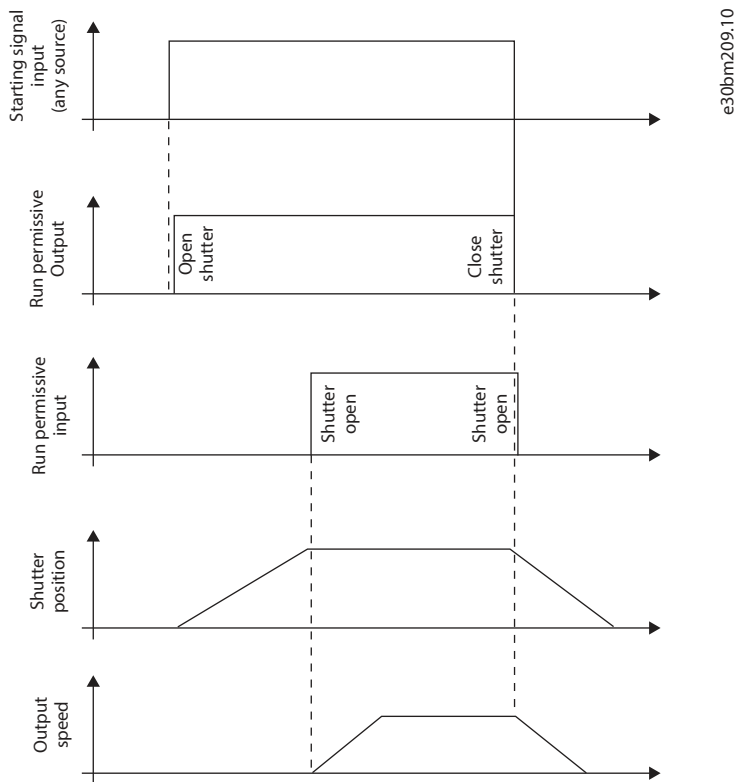 e30bm209.10
Starting signal
input
(any source)
Run permissive
Output
Open
shutter
Close
shutter
Run permissive
input
Shutter
open
Shutter
open
Shutter
position
Output
speed